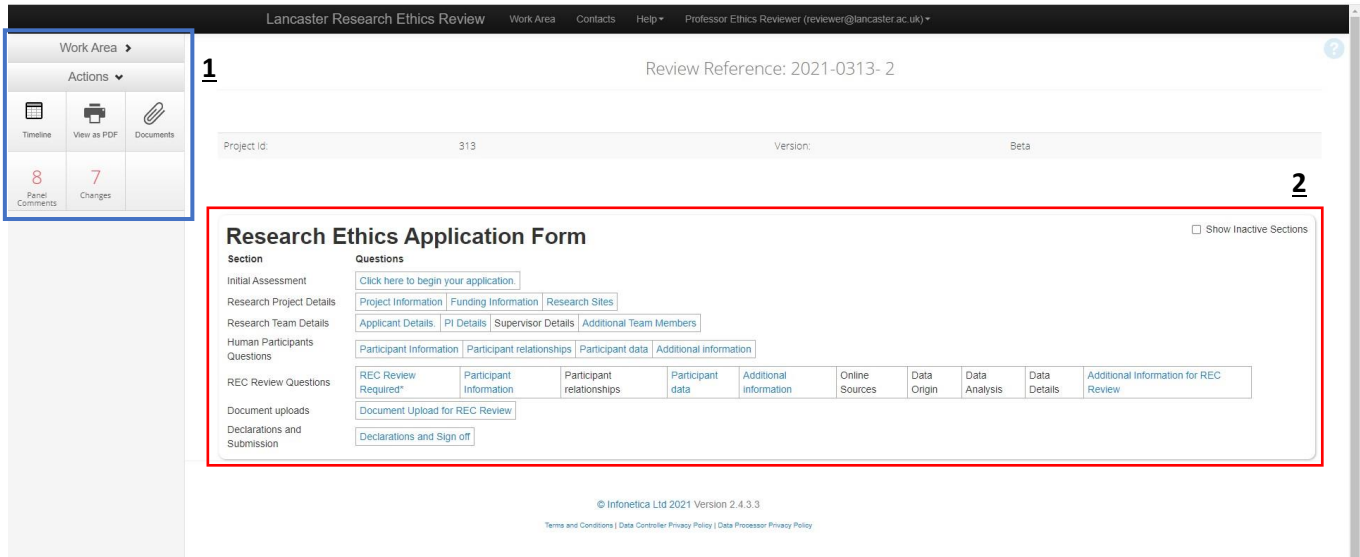 Lancaster Research Ethics Review Work Area Contacts Help Professor Ethics Reviewer (reviewer@lancaster.ac.uk)
Work Area
Actions
1
Review Reference: 2021-0313- 2
?
Timeline View as PDF Documents
Project Id: 313 Version: Beta
8 7
Panel Comments Changes
2
Research Ethics Application Form
Show Inactive Sections
Section Questions
Initial Assessment Click here to begin your application.
Research Project Details Project Information Funding Information Research Sites
Research Team Details Applicant Details. PI Details Supervisor Details Additional Team Members
Human Participants
Questions
Participant Information Participant relationships Participant data Additional information
REC Review Questions
REC Review Participant Participant Participant Additional Online Data Data Data Additional Information for REC
Required* Information relationships data information Sources Origin Analysis Details Review
Document uploads Document Upload for REC Review
Declarations and
Submission
Declarations and Sign off
© Infonetica Ltd 2021 Version 2.4.3.3
Terms and Conditions | Data Controller Privacy Policy | Data Processor Privacy Policy